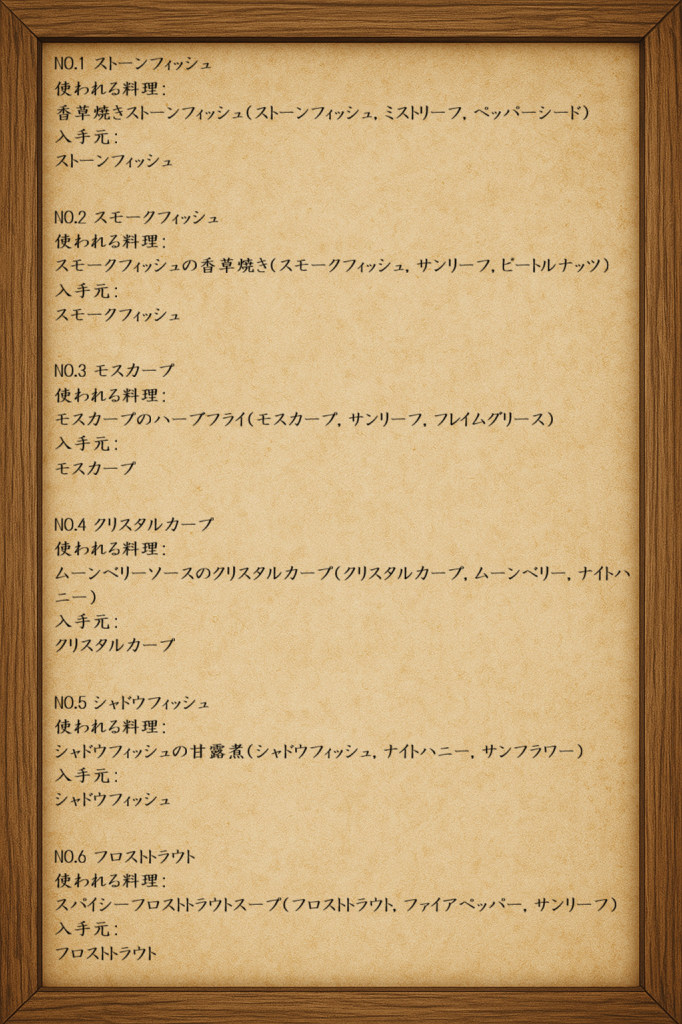 NO.1 ストーンフィッシュ
使われる料理:
香草焼きストーンフィッシュ(ストーンフィッシュ, ミストリーフ, ペッパーシード)
入手元:
ストーンフィッシュ
NO.2 スモークフィッシュ
使われる料理:
スモークフィッシュの香草焼き(スモークフィッシュ, サンリーフ, ビートルナッツ)
入手元:
スモークフィッシュ
NO.3 モスカープ
使われる料理:
モスカープのハーブフライ(モスカープ, サンリーフ, フレイムグリース)
入手元:
モスカープ
NO.4 クリスタルカープ
使われる料理:
ムーンベリーソースのクリスタルカープ(クリスタルカープ, ムーンベリー, ナイトハ
ニー)
入手元:
クリスタルカープ
NO.5 シャドウフィッシュ
使われる料理:
シャドウフィッシュの甘露煮(シャドウフィッシュ, ナイトハニー, サンフラワー)
入手元:
シャドウフィッシュ
NO.6 フロストトラウト
使われる料理:
スパイシーフロストトラウトスープ(フロストトラウト, ファイアペッパー, サンリーフ)
入手元:
フロストトラウト